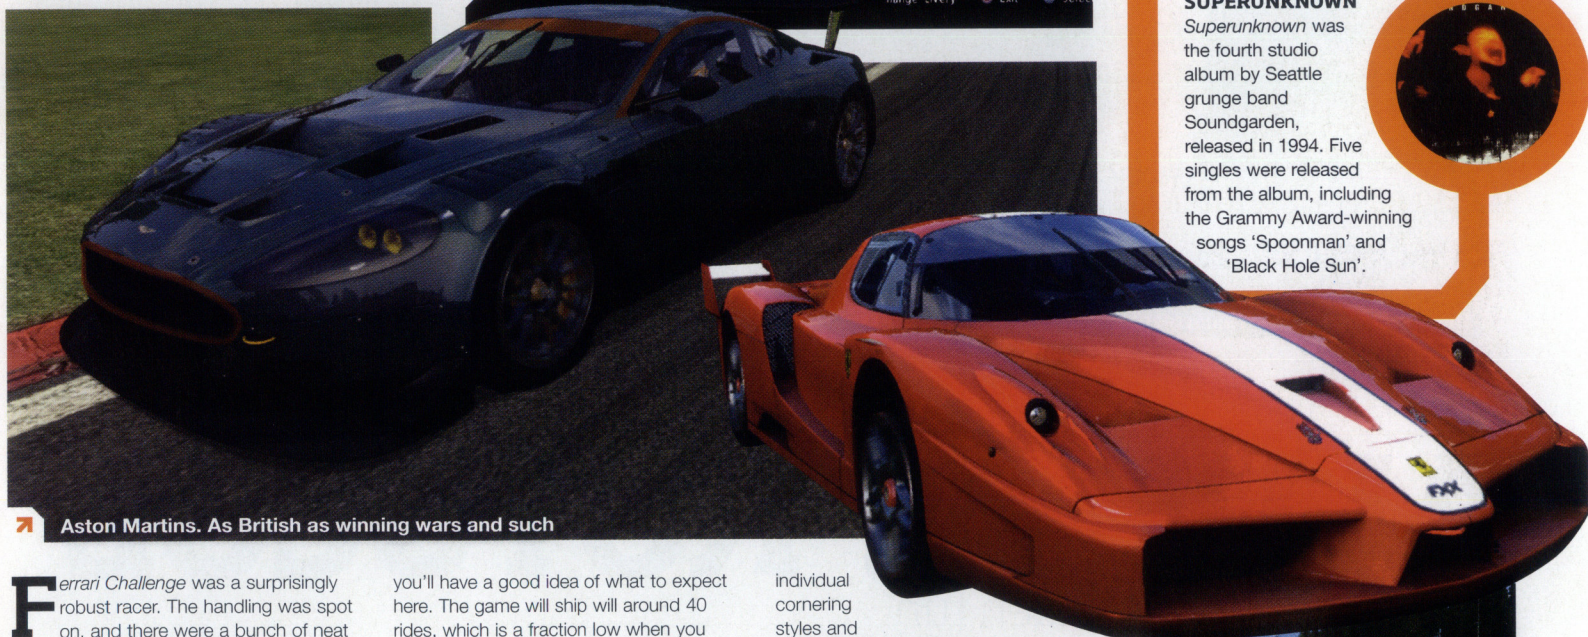 SUPERUNKNOWN
Superunknown was
the fourth studio
album by Seattle
grunge band
Soundgarden,
released in 1994. Five
singles were released
from the album, including
the Grammy Award-winning
songs ‘Spoonman’ and
‘Black Hole Sun’.
FXX
Aston Martins. As British as winning wars and such
Ferrari Challenge was a surprisingly
robust racer. The handling was spot
on, and there were a bunch of neat
you'll have a good idea of what to expect
here. The game will ship will around 40
rides, which is a fraction low when you
individual
cornering
styles and